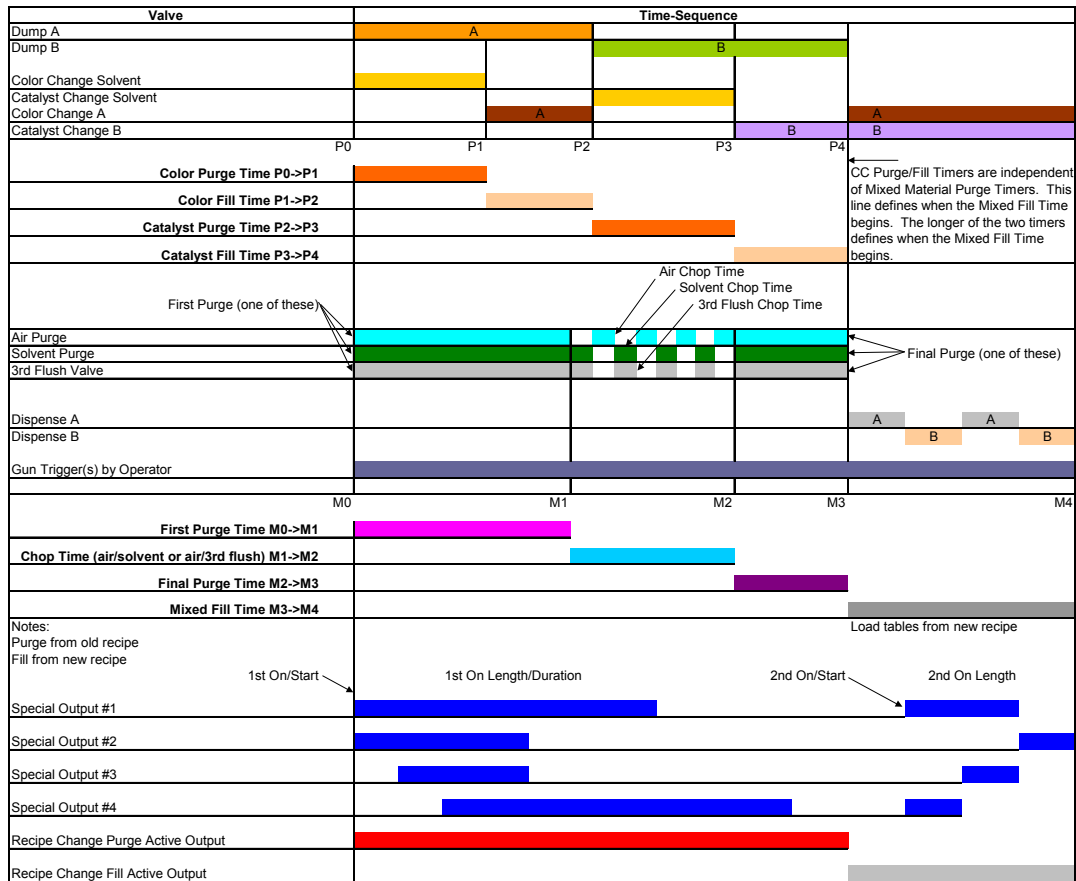 Valve Time-Sequence
Dump A A
Dump B B
Color Change Solvent
Catalyst Change Solvent
Color Change A A A
Catalyst Change B B B
P0 P1 P2 P3 P4
Color Purge Time P0->P1
Color Fill Time P1->P2
Catalyst Purge Time P2->P3
Catalyst Fill Time P3->P4
CC Purge/Fill Timers are independent
of Mixed Material Purge Timers. This
line defines when the Mixed Fill Time
begins. The longer of the two timers
defines when the Mixed Fill Time
begins.
Air Chop Time
Solvent Chop Time
3rd Flush Chop Time
First Purge (one of these)
Air Purge
Solvent Purge
3rd Flush Valve
Final Purge (one of these)
Dispense A A A
Dispense B B B
Gun Trigger(s) by Operator
M0 M1 M2 M3 M4
First Purge Time M0->M1
Chop Time (air/solvent or air/3rd flush) M1->M2
Final Purge Time M2->M3
Mixed Fill Time M3->M4
Notes: Load tables from new recipe
Purge from old recipe
Fill from new recipe
1st On/Start 1st On Length/Duration 2nd On/Start 2nd On Length
Special Output #1
Special Output #2
Special Output #3
Special Output #4
Recipe Change Purge Active Output
Recipe Change Fill Active Output